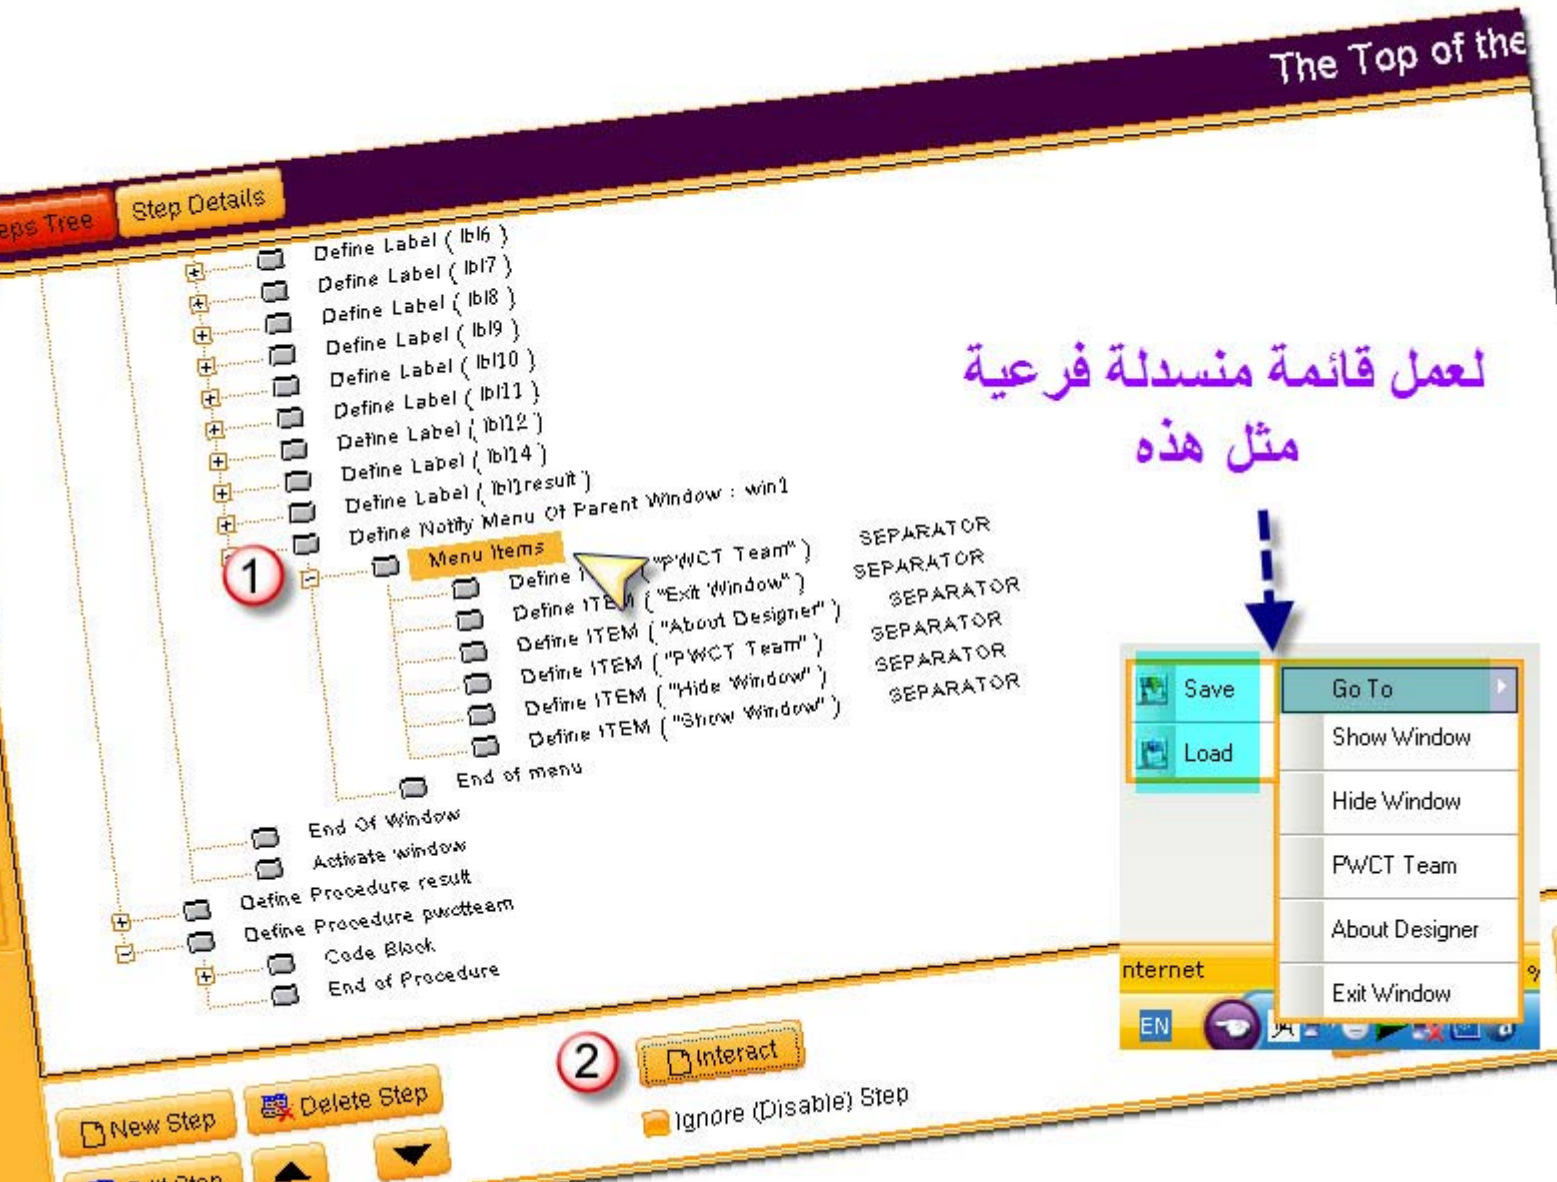 The Top of the
eps Tree
Step Details
Define Label ( lbl6 )
Define Label ( lbl7 )
Define Label ( lbl8 )
Define Label ( lbl9 )
Define Label ( lbl10 )
Define Label ( lbl11 )
Define Label ( lbl12 )
Define Label ( lbl14 )
Define Label ( lbl1result )
Define Notify Menu Of Parent Window : win1
1
Menu Items
Define "PWCT Team" ) SEPARATOR
Define ITEM ( "Exit Window" ) SEPARATOR
Define ITEM ( "About Designer" ) SEPARATOR
Define ITEM ( "PWCT Team" ) SEPARATOR
Define ITEM ( "Hide Window" ) SEPARATOR
Define ITEM ( "Show Window" ) SEPARATOR
End of menu
End Of Window
Activate window
Define Procedure result
Define Procedure pwctteam
Code Block
End of Procedure
لعمل قائمة منسدلة فرعية
مثل هذه
Save
Load
Go To
Show Window
Hide Window
PWCT Team
About Designer
Exit Window
nternet
EN
2
Interact
Ignore (Disable) Step
New Step
Delete Step